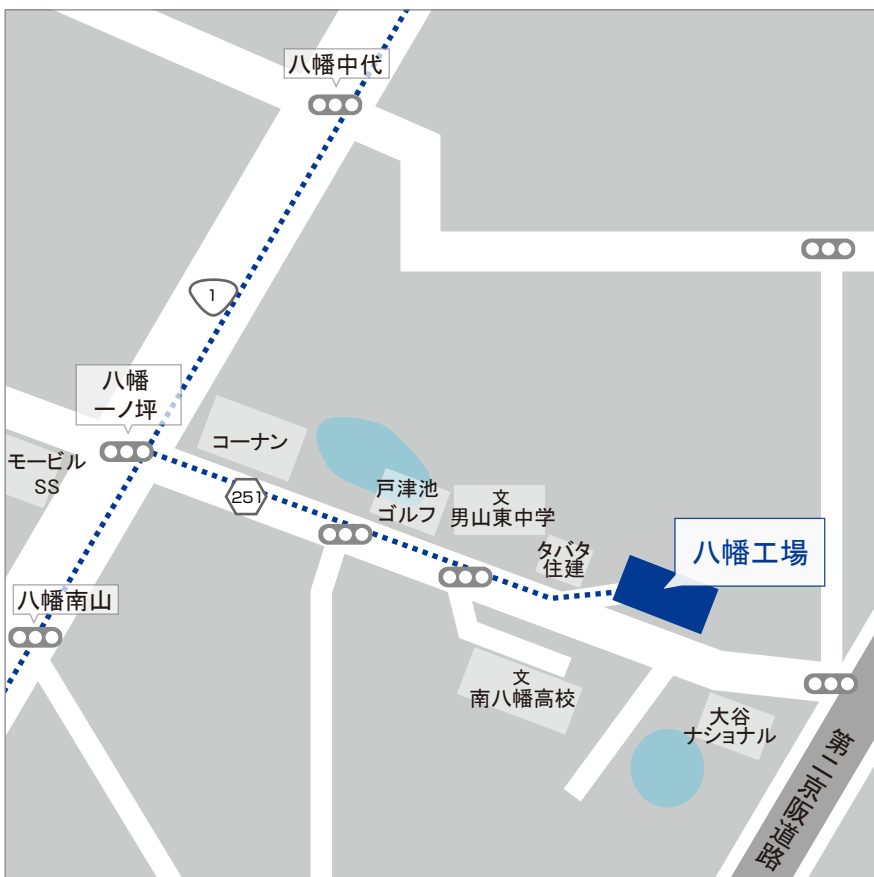 八幡中代
1
八幡
一ノ坪
コーナン
モービル
SS
251
戸津池
ゴルフ
文
男山東中学
タバタ
住建
八幡工場
八幡南山
文
南八幡高校
大谷
ナショナル
第二京阪道路